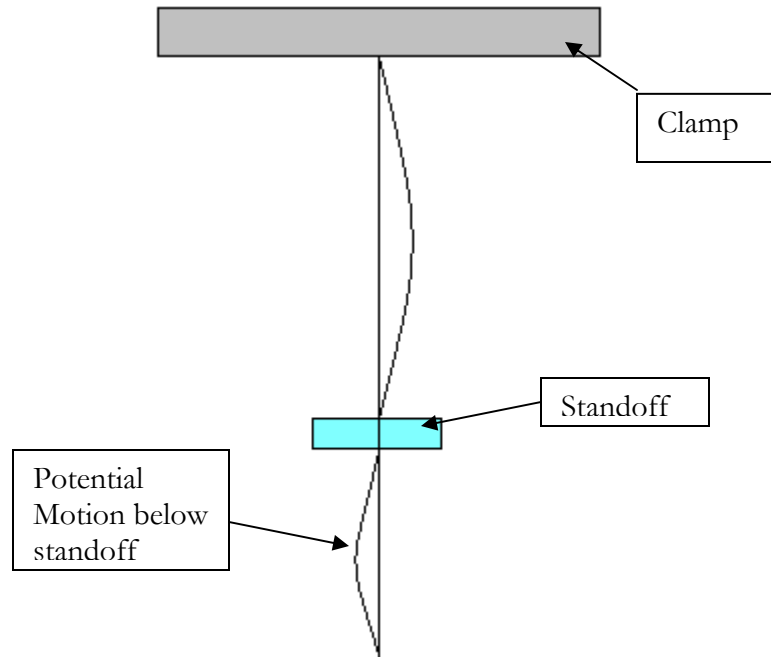 Clamp
Standoff
Potential
Motion below
standoff